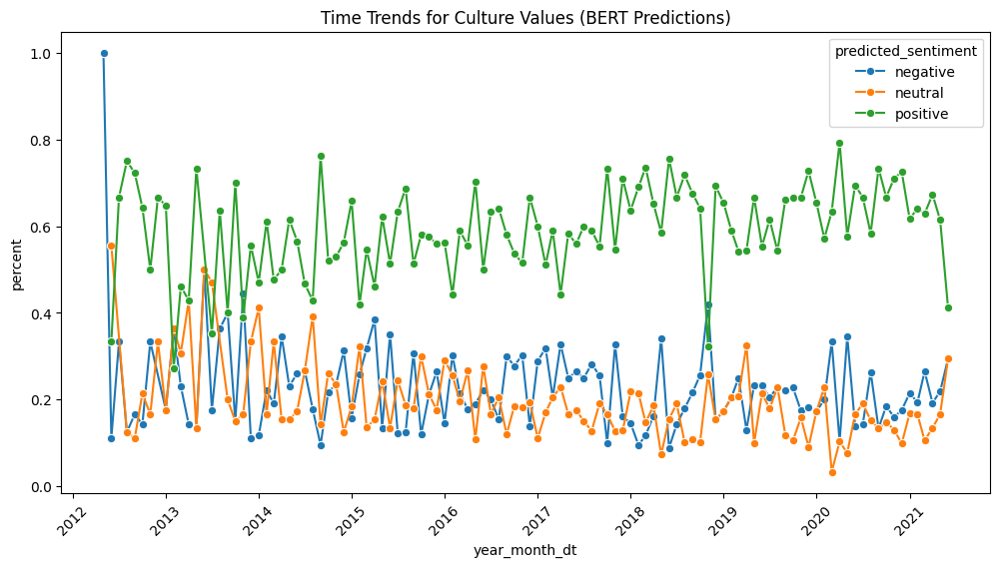 Time Trends for Culture Values (BERT Predictions)
predicted_sentiment
negative
neutral
positive
percent
1.0
0.8
0.6
0.4
0.2
0.0
2012
2013
2014
2015
2016
2017
2018
2019
2020
2021
year_month_dt